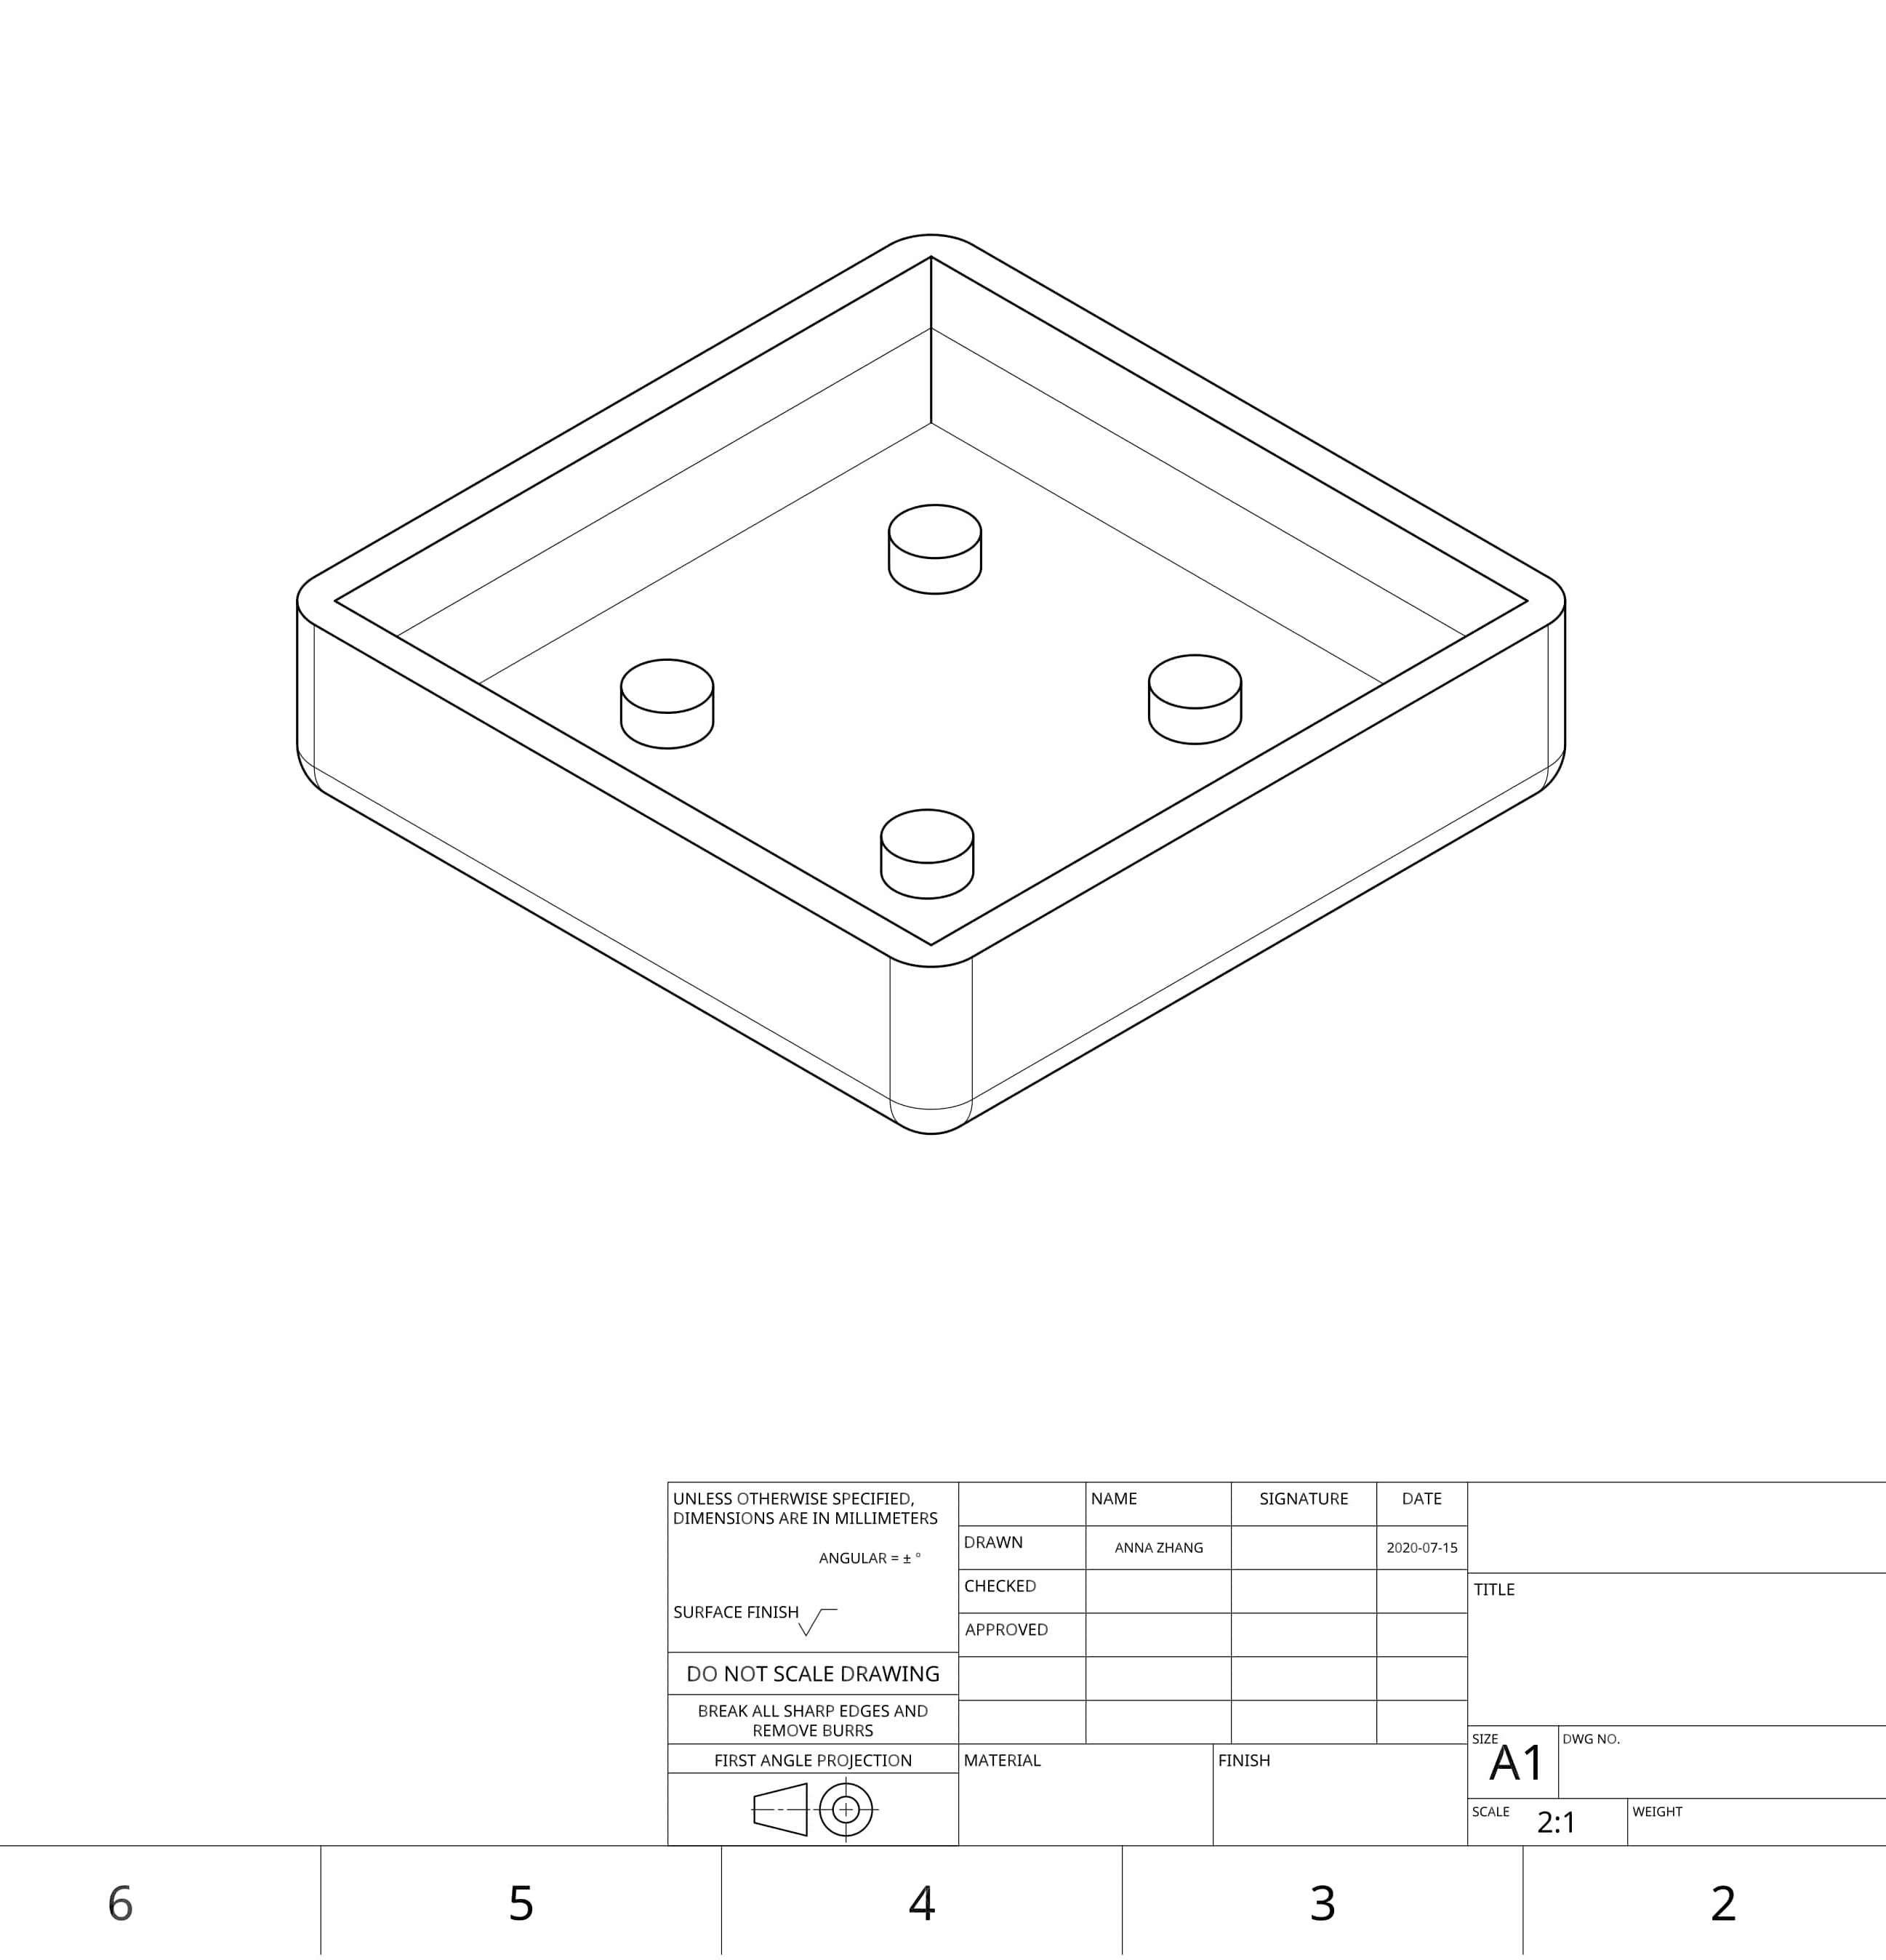 UNLESS OTHERWISE SPECIFIED,
DIMENSIONS ARE IN MILLIMETERS
ANGULAR = ± °
SURFACE FINISH
DO NOT SCALE DRAWING
BREAK ALL SHARP EDGES AND
REMOVE BURRS
FIRST ANGLE PROJECTION
NAME SIGNATURE DATE
DRAWN ANNA ZHANG 2020-07-15
CHECKED
APPROVED
MATERIAL FINISH
TITLE
SIZE A1 DWG NO.
SCALE 2:1 WEIGHT
6 5 4 3 2